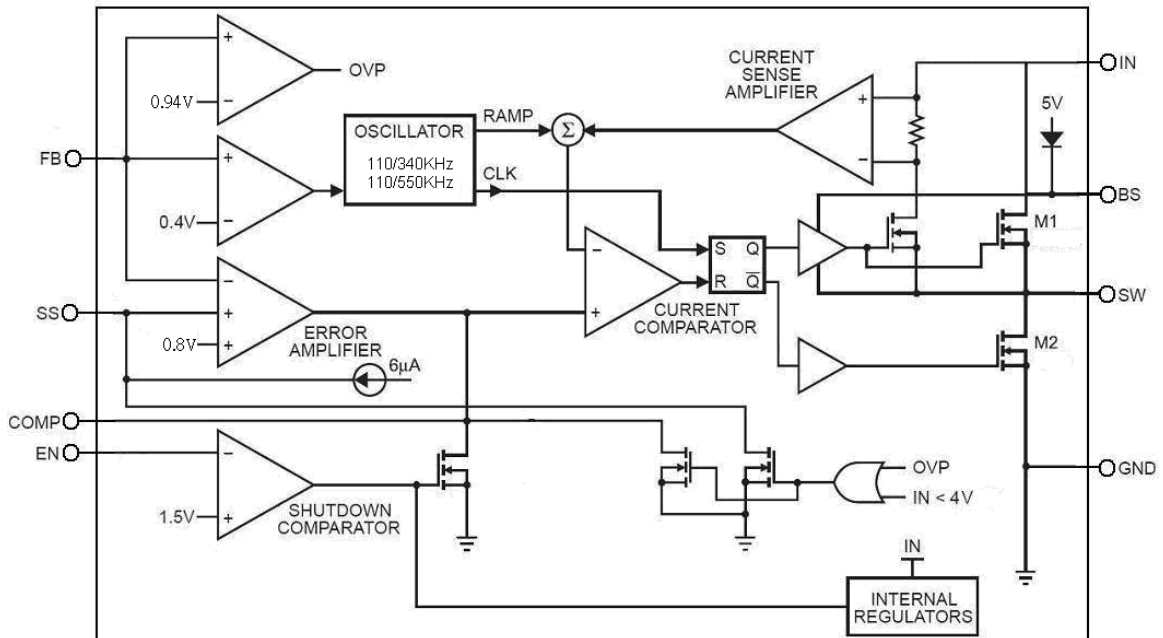 OVP
0.94V
FB
0.4V
OSCILLATOR
110/340KHz
110/550KHz
RAMP
CLK
Σ
CURRENT
SENSE
AMPLIFIER
IN
5V
BS
M1
S Q
R Q̅
CURRENT
COMPARATOR
SW
M2
SS
0.8V
ERROR
AMPLIFIER
6µA
COMP
EN
1.5V
SHUTDOWN
COMPARATOR
OVP
IN < 4V
GND
IN
INTERNAL
REGULATORS
+
−
+
−
−
+
+
−
+
−
+
+
−